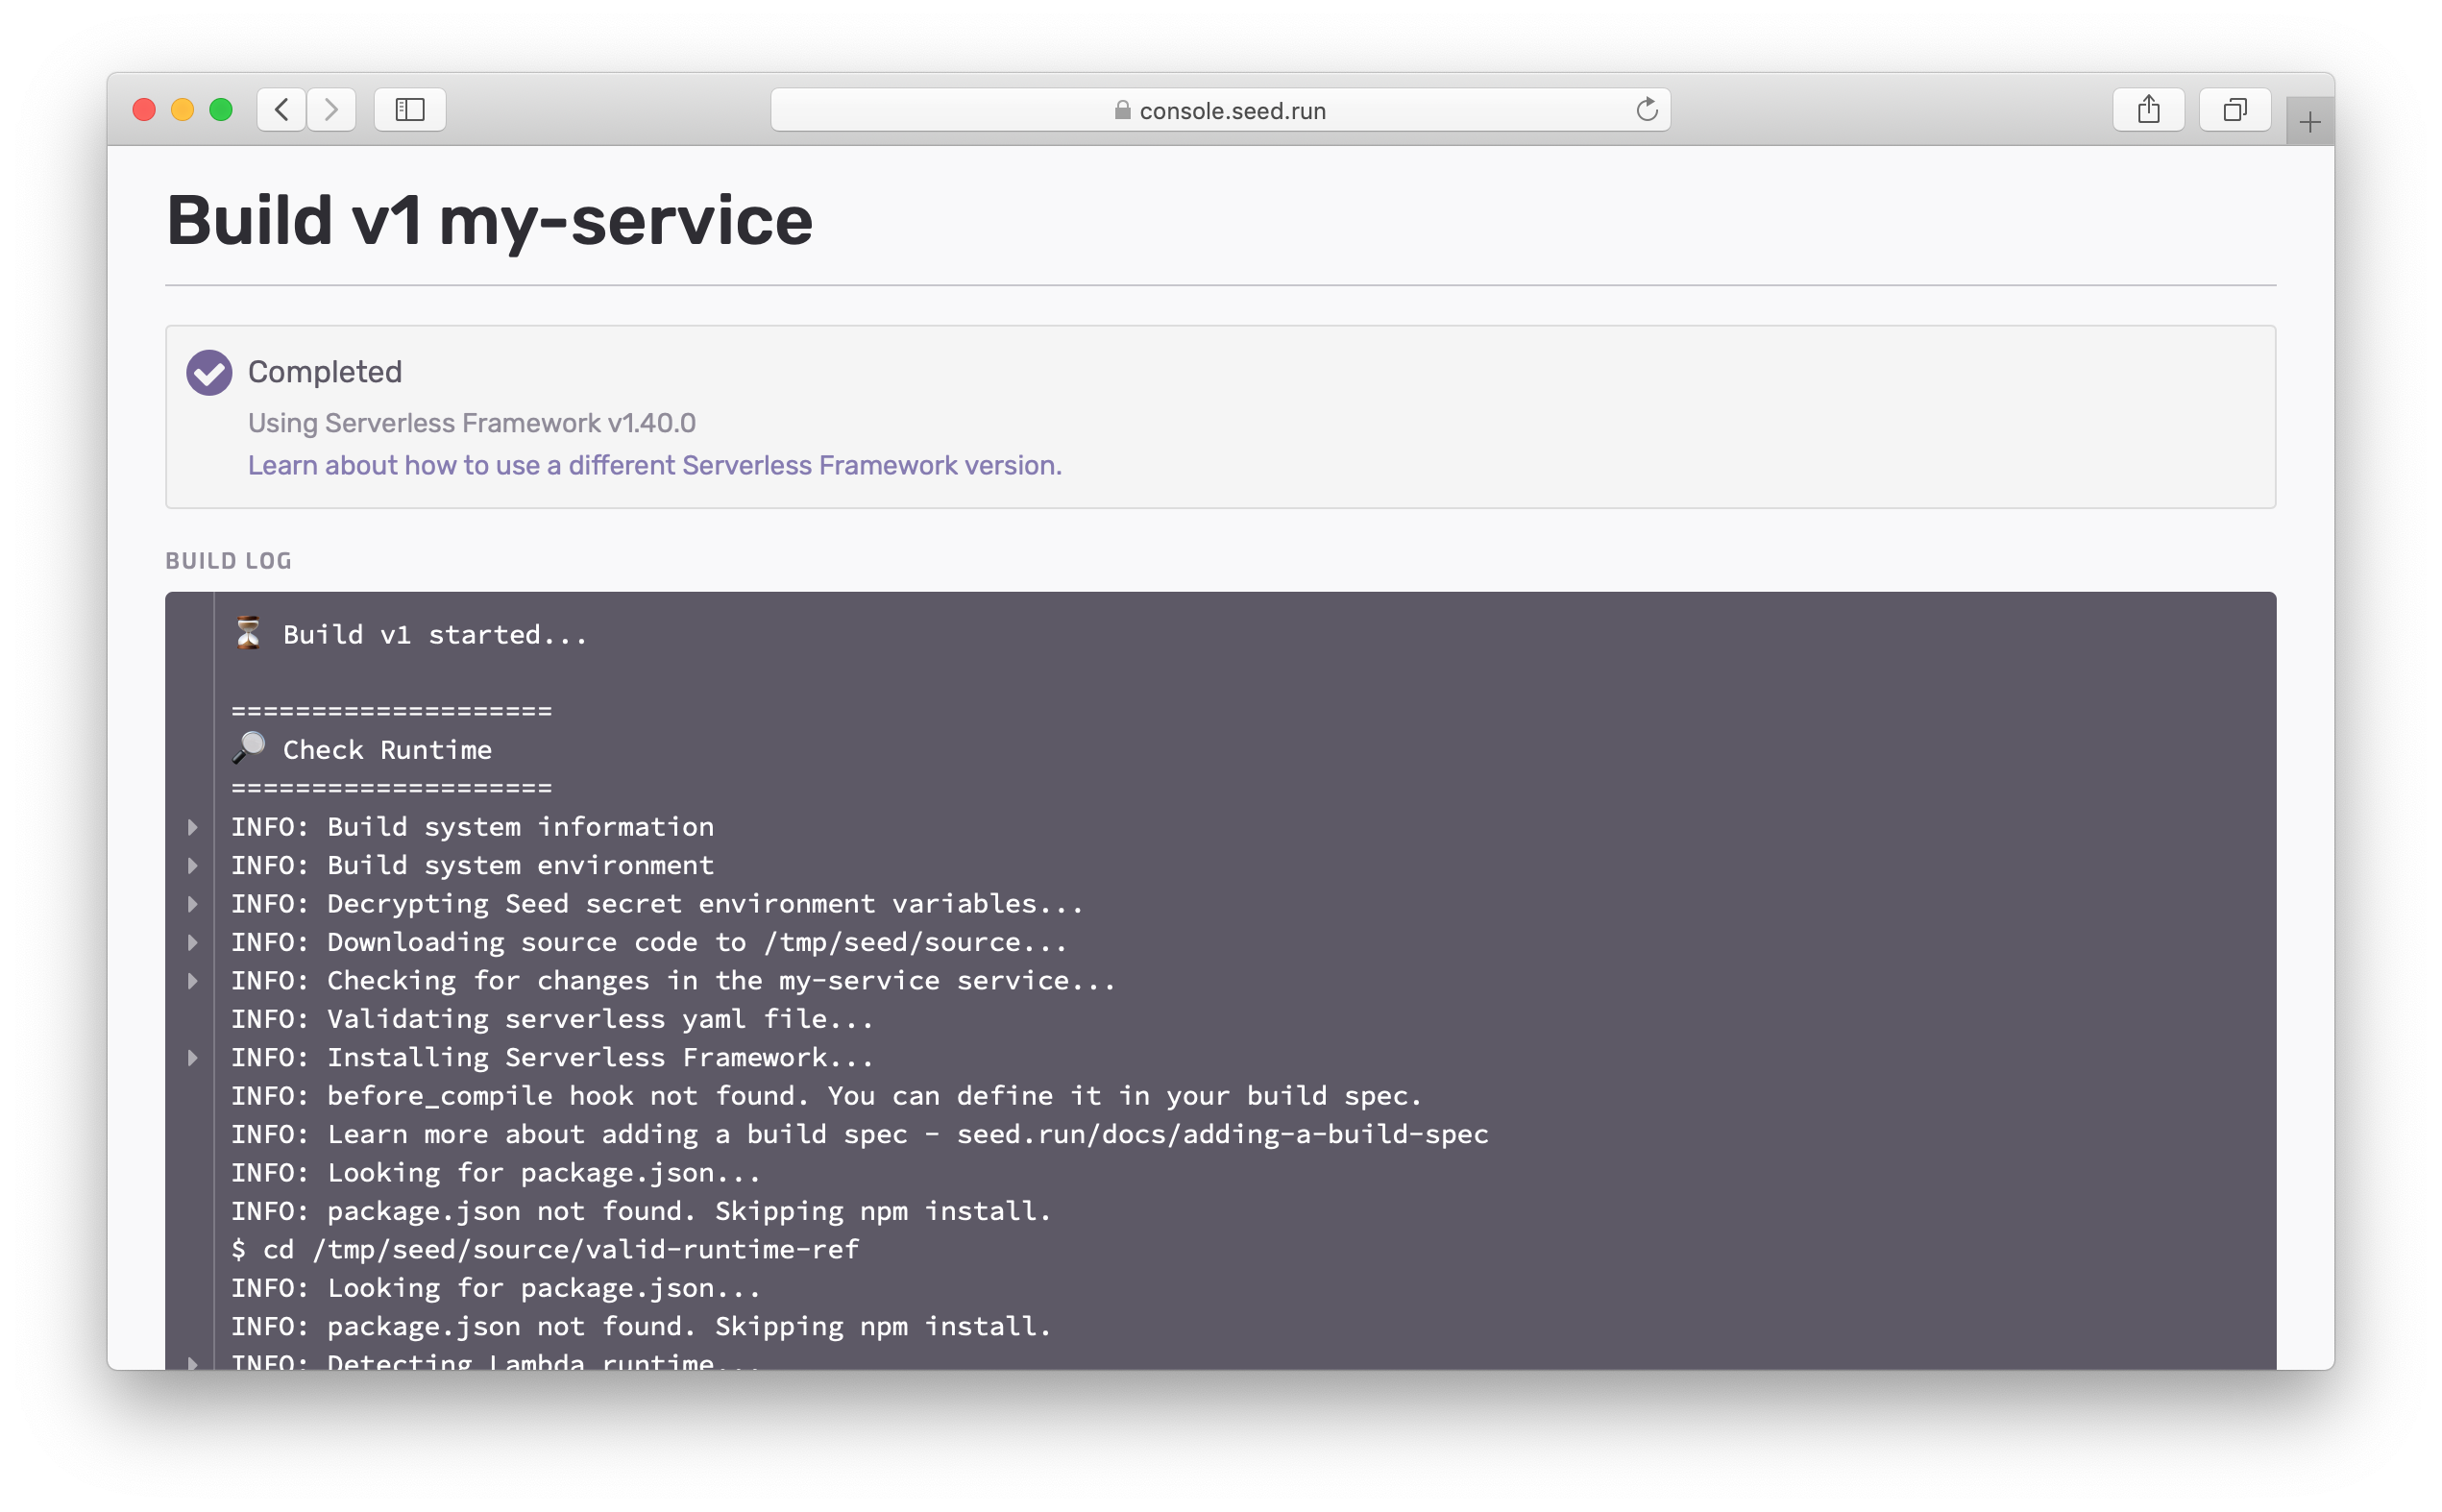 console.seed.run
Build v1 my-service
Completed
Using Serverless Framework v1.40.0
Learn about how to use a different Serverless Framework version.
BUILD LOG
⏳ Build v1 started...
====================
🔎 Check Runtime
====================
INFO: Build system information
INFO: Build system environment
INFO: Decrypting Seed secret environment variables...
INFO: Downloading source code to /tmp/seed/source...
INFO: Checking for changes in the my-service service...
INFO: Validating serverless yaml file...
INFO: Installing Serverless Framework...
INFO: before_compile hook not found. You can define it in your build spec.
INFO: Learn more about adding a build spec - seed.run/docs/adding-a-build-spec
INFO: Looking for package.json...
INFO: package.json not found. Skipping npm install.
$ cd /tmp/seed/source/valid-runtime-ref
INFO: Looking for package.json...
INFO: package.json not found. Skipping npm install.
INFO: Detecting Lambda runtime...